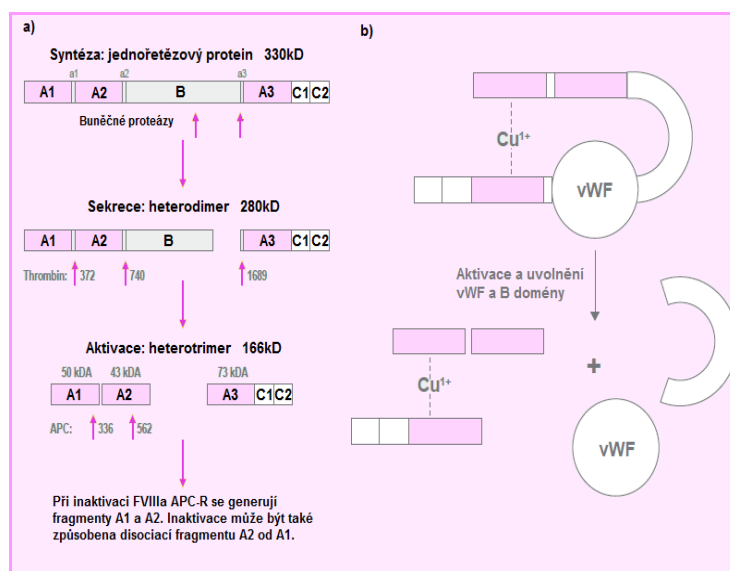 a)
Syntéza: jednořetězový protein 330kD
a1 a2 a3
A1 A2 B A3 C1 C2
Buněčné proteázy
Sekrece: heterodimer 280kD
A1 A2 B A3 C1 C2
Thrombin: 372 740 1689
Aktivace: heterotrimer 166kD
50 kDA 43 kDA 73 kDA
A1 A2 A3 C1 C2
APC: 336 562
Při inaktivaci FVIIIa APC-R se generují
fragmenty A1 a A2. Inaktivace může být také
způsobena disociací fragmentu A2 od A1.
b)
Cu1+
vWF
Aktivace a uvolnění
vWF a B domény
+
Cu1+
vWF